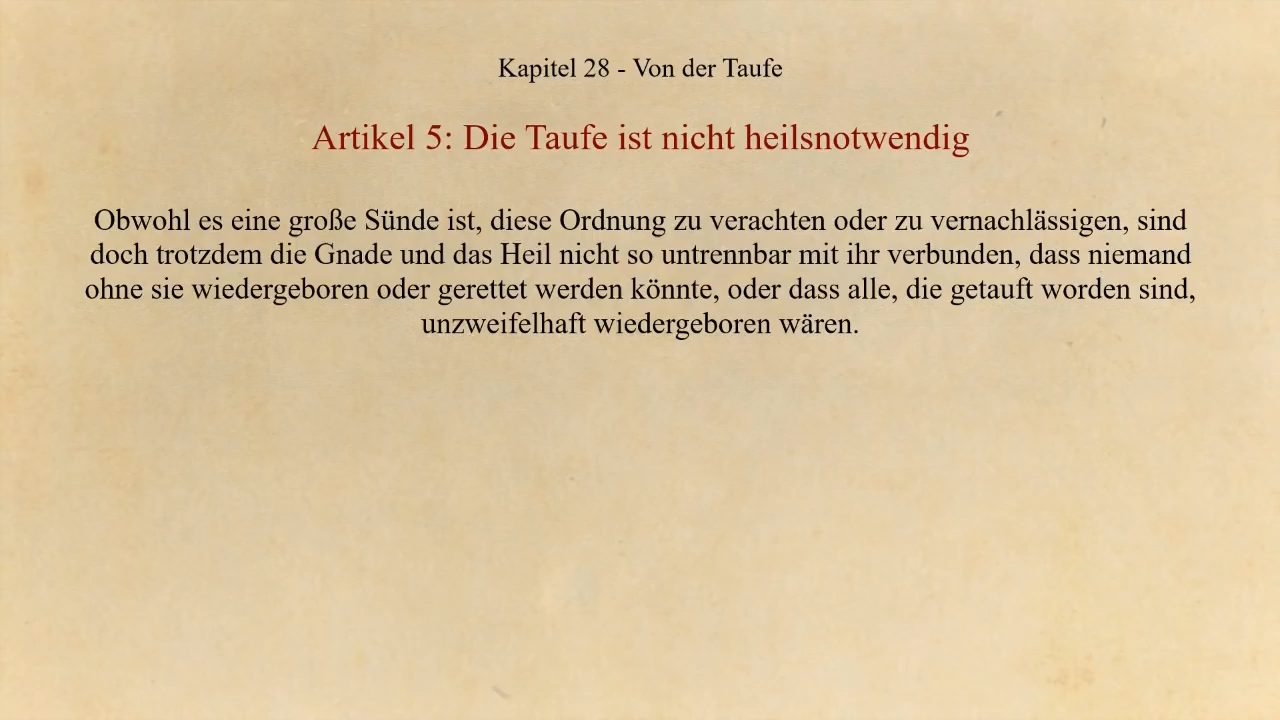 Kapitel 28 - Von der Taufe
Artikel 5: Die Taufe ist nicht heilsnotwendig
Obwohl es eine große Sünde ist, diese Ordnung zu verachten oder zu vernachlässigen, sind
doch trotzdem die Gnade und das Heil nicht so untrennbar mit ihr verbunden, dass niemand
ohne sie wiedergeboren oder gerettet werden könnte, oder dass alle, die getauft worden sind,
unzweifelhaft wiedergeboren wären.